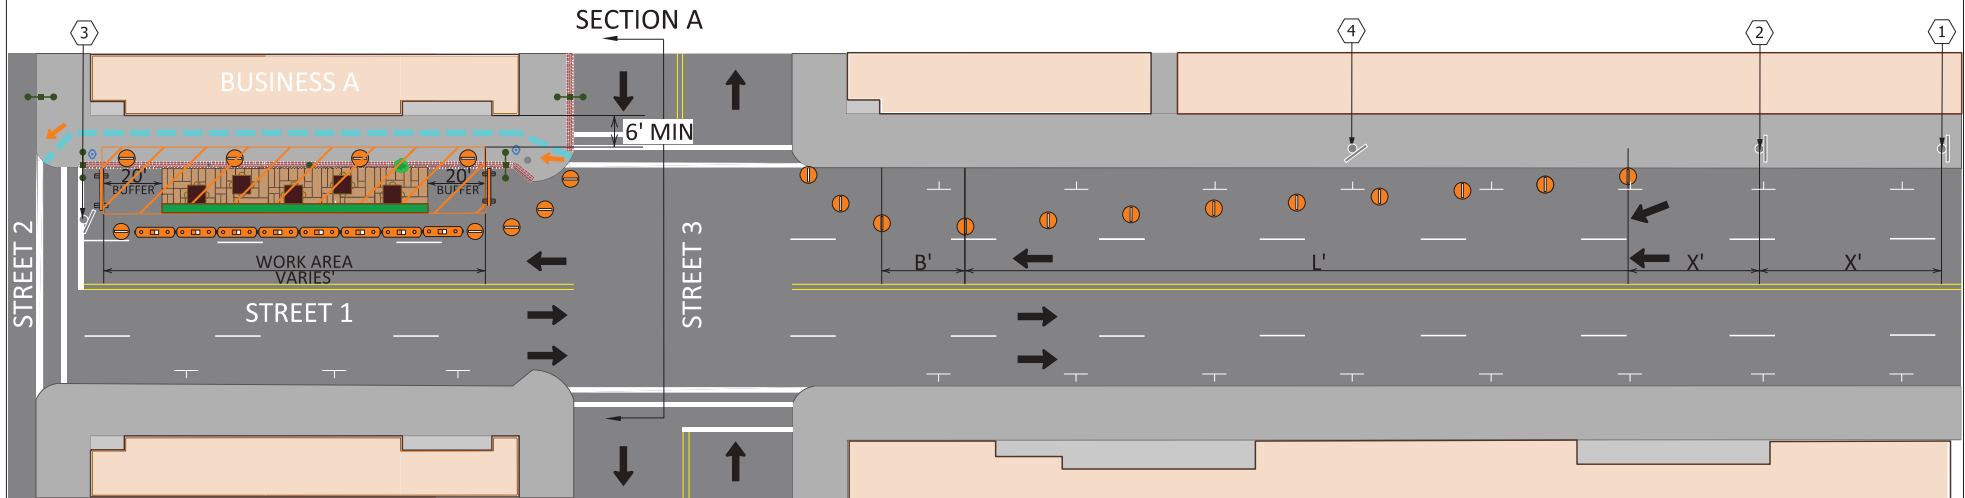 SECTION A
3
4
2
1
BUSINESS A
6' MIN
20'
BUFFER
20'
BUFFER
STREET 2
STREET 3
WORK AREA
VARIES'
B'
L'
X'
X'
STREET 1